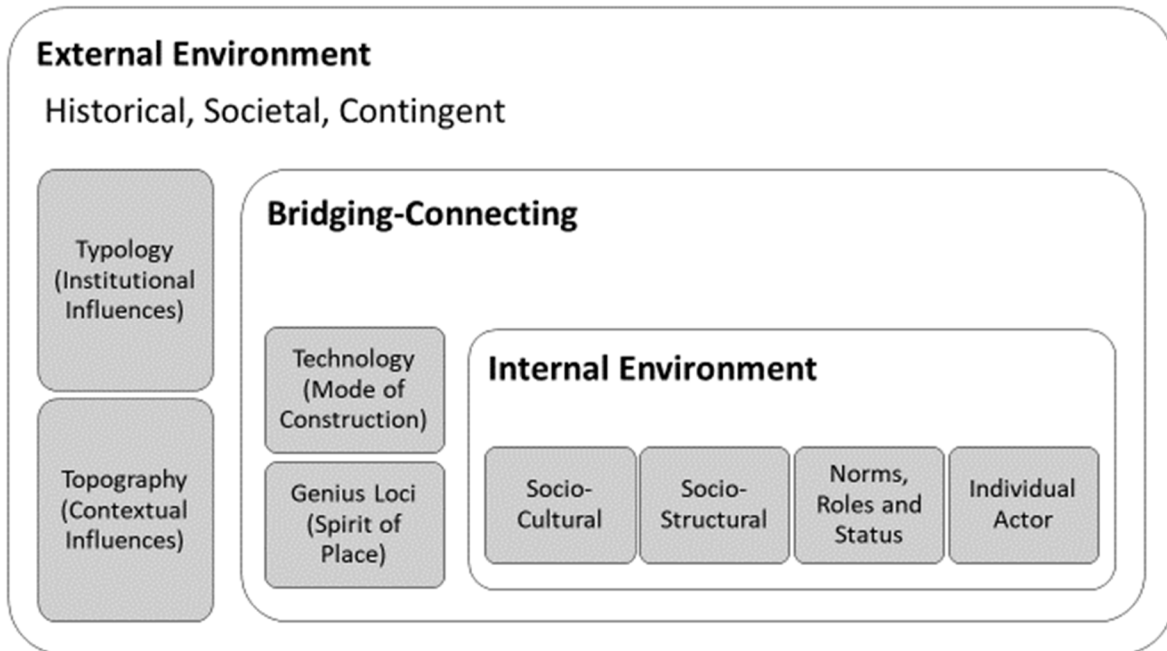 External Environment
Historical, Societal, Contingent
Typology
(Institutional
Influences)
Topography
(Contextual
Influences)
Bridging-Connecting
Technology
(Mode of
Construction)
Genius Loci
(Spirit of
Place)
Internal Environment
Socio-
Cultural
Socio-
Structural
Norms,
Roles and
Status
Individual
Actor